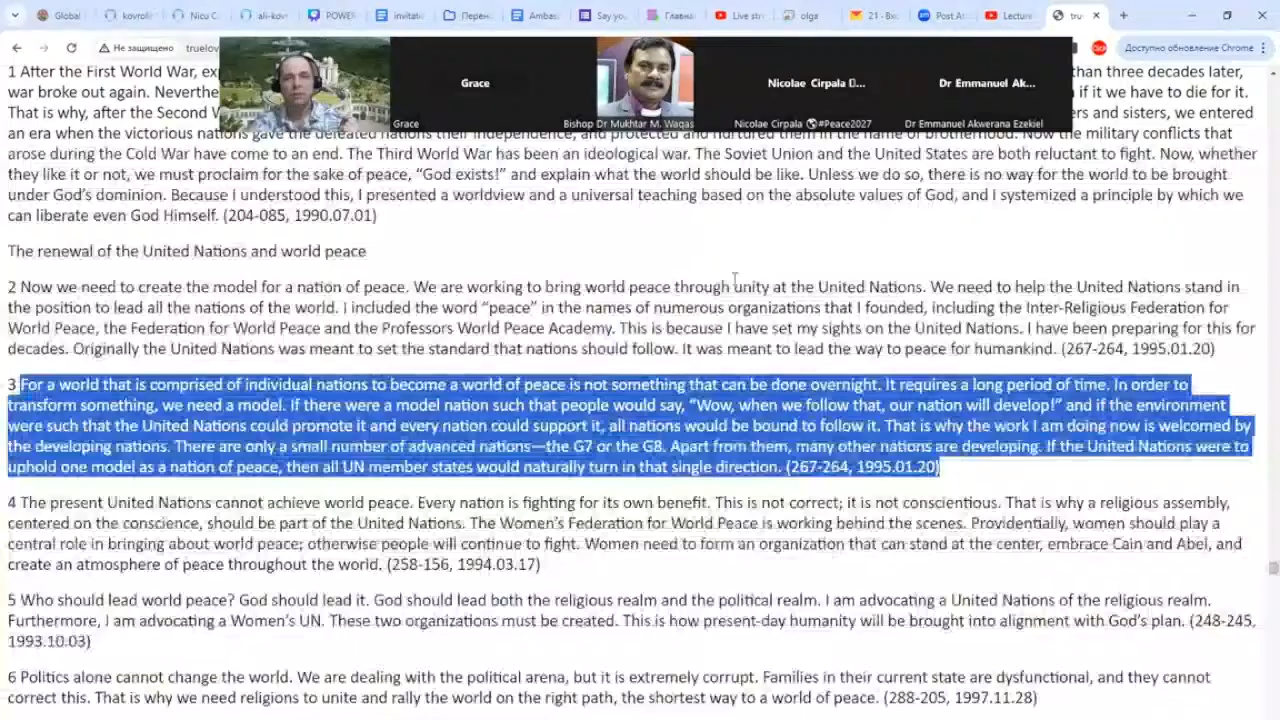 Global
kovrofl
Nicu C
ali-kov
POWER
invitatio
Перен
Ambas
Say you
Главна
Live str
olga
21 - Вхо
Post At
Lecture
tru
Не защищено
truelov
Доступно обновление Chrome
Grace
Nicolae Cirpala
Dr Emmanuel Ak...
Grace
Bishop Dr Mukhtar M. Waqas
Nicolae Cirpala #Peace2027
Dr Emmanuel Akwerana Ezekiel
1 After the First World War, ex
than three decades later,
war broke out again. Neverthe
if it we have to die for it.
That is why, after the Second V
ers and sisters, we entered
an era when the victorious nations gave the defeated nations their independence, and protected and nurtured them in the name of brotherhood. Now the military conflicts that
arose during the Cold War have come to an end. The Third World War has been an ideological war. The Soviet Union and the United States are both reluctant to fight. Now, whether
they like it or not, we must proclaim for the sake of peace, “God exists!” and explain what the world should be like. Unless we do so, there is no way for the world to be brought
under God’s dominion. Because I understood this, I presented a worldview and a universal teaching based on the absolute values of God, and I systemized a principle by which we
can liberate even God Himself. (204-085, 1990.07.01)
The renewal of the United Nations and world peace
2 Now we need to create the model for a nation of peace. We are working to bring world peace through unity at the United Nations. We need to help the United Nations stand in
the position to lead all the nations of the world. I included the word “peace” in the names of numerous organizations that I founded, including the Inter-Religious Federation for
World Peace, the Federation for World Peace and the Professors World Peace Academy. This is because I have set my sights on the United Nations. I have been preparing for this for
decades. Originally the United Nations was meant to set the standard that nations should follow. It was meant to lead the way to peace for humankind. (267-264, 1995.01.20)
3 For a world that is comprised of individual nations to become a world of peace is not something that can be done overnight. It requires a long period of time. In order to
transform something, we need a model. If there were a model nation such that people would say, “Wow, when we follow that, our nation will develop!” and if the environment
were such that the United Nations could promote it and every nation could support it, all nations would be bound to follow it. That is why the work I am doing now is welcomed by
the developing nations. There are only a small number of advanced nations—the G7 or the G8. Apart from them, many other nations are developing. If the United Nations were to
uphold one model as a nation of peace, then all UN member states would naturally turn in that single direction. (267-264, 1995.01.20)
4 The present United Nations cannot achieve world peace. Every nation is fighting for its own benefit. This is not correct; it is not conscientious. That is why a religious assembly,
centered on the conscience, should be part of the United Nations. The Women’s Federation for World Peace is working behind the scenes. Providentially, women should play a
central role in bringing about world peace; otherwise people will continue to fight. Women need to form an organization that can stand at the center, embrace Cain and Abel, and
create an atmosphere of peace throughout the world. (258-156, 1994.03.17)
5 Who should lead world peace? God should lead it. God should lead both the religious realm and the political realm. I am advocating a United Nations of the religious realm.
Furthermore, I am advocating a Women’s UN. These two organizations must be created. This is how present-day humanity will be brought into alignment with God’s plan. (248-245,
1993.10.03)
6 Politics alone cannot change the world. We are dealing with the political arena, but it is extremely corrupt. Families in their current state are dysfunctional, and they cannot
correct this. That is why we need religions to unite and rally the world on the right path, the shortest way to a world of peace. (288-205, 1997.11.28)